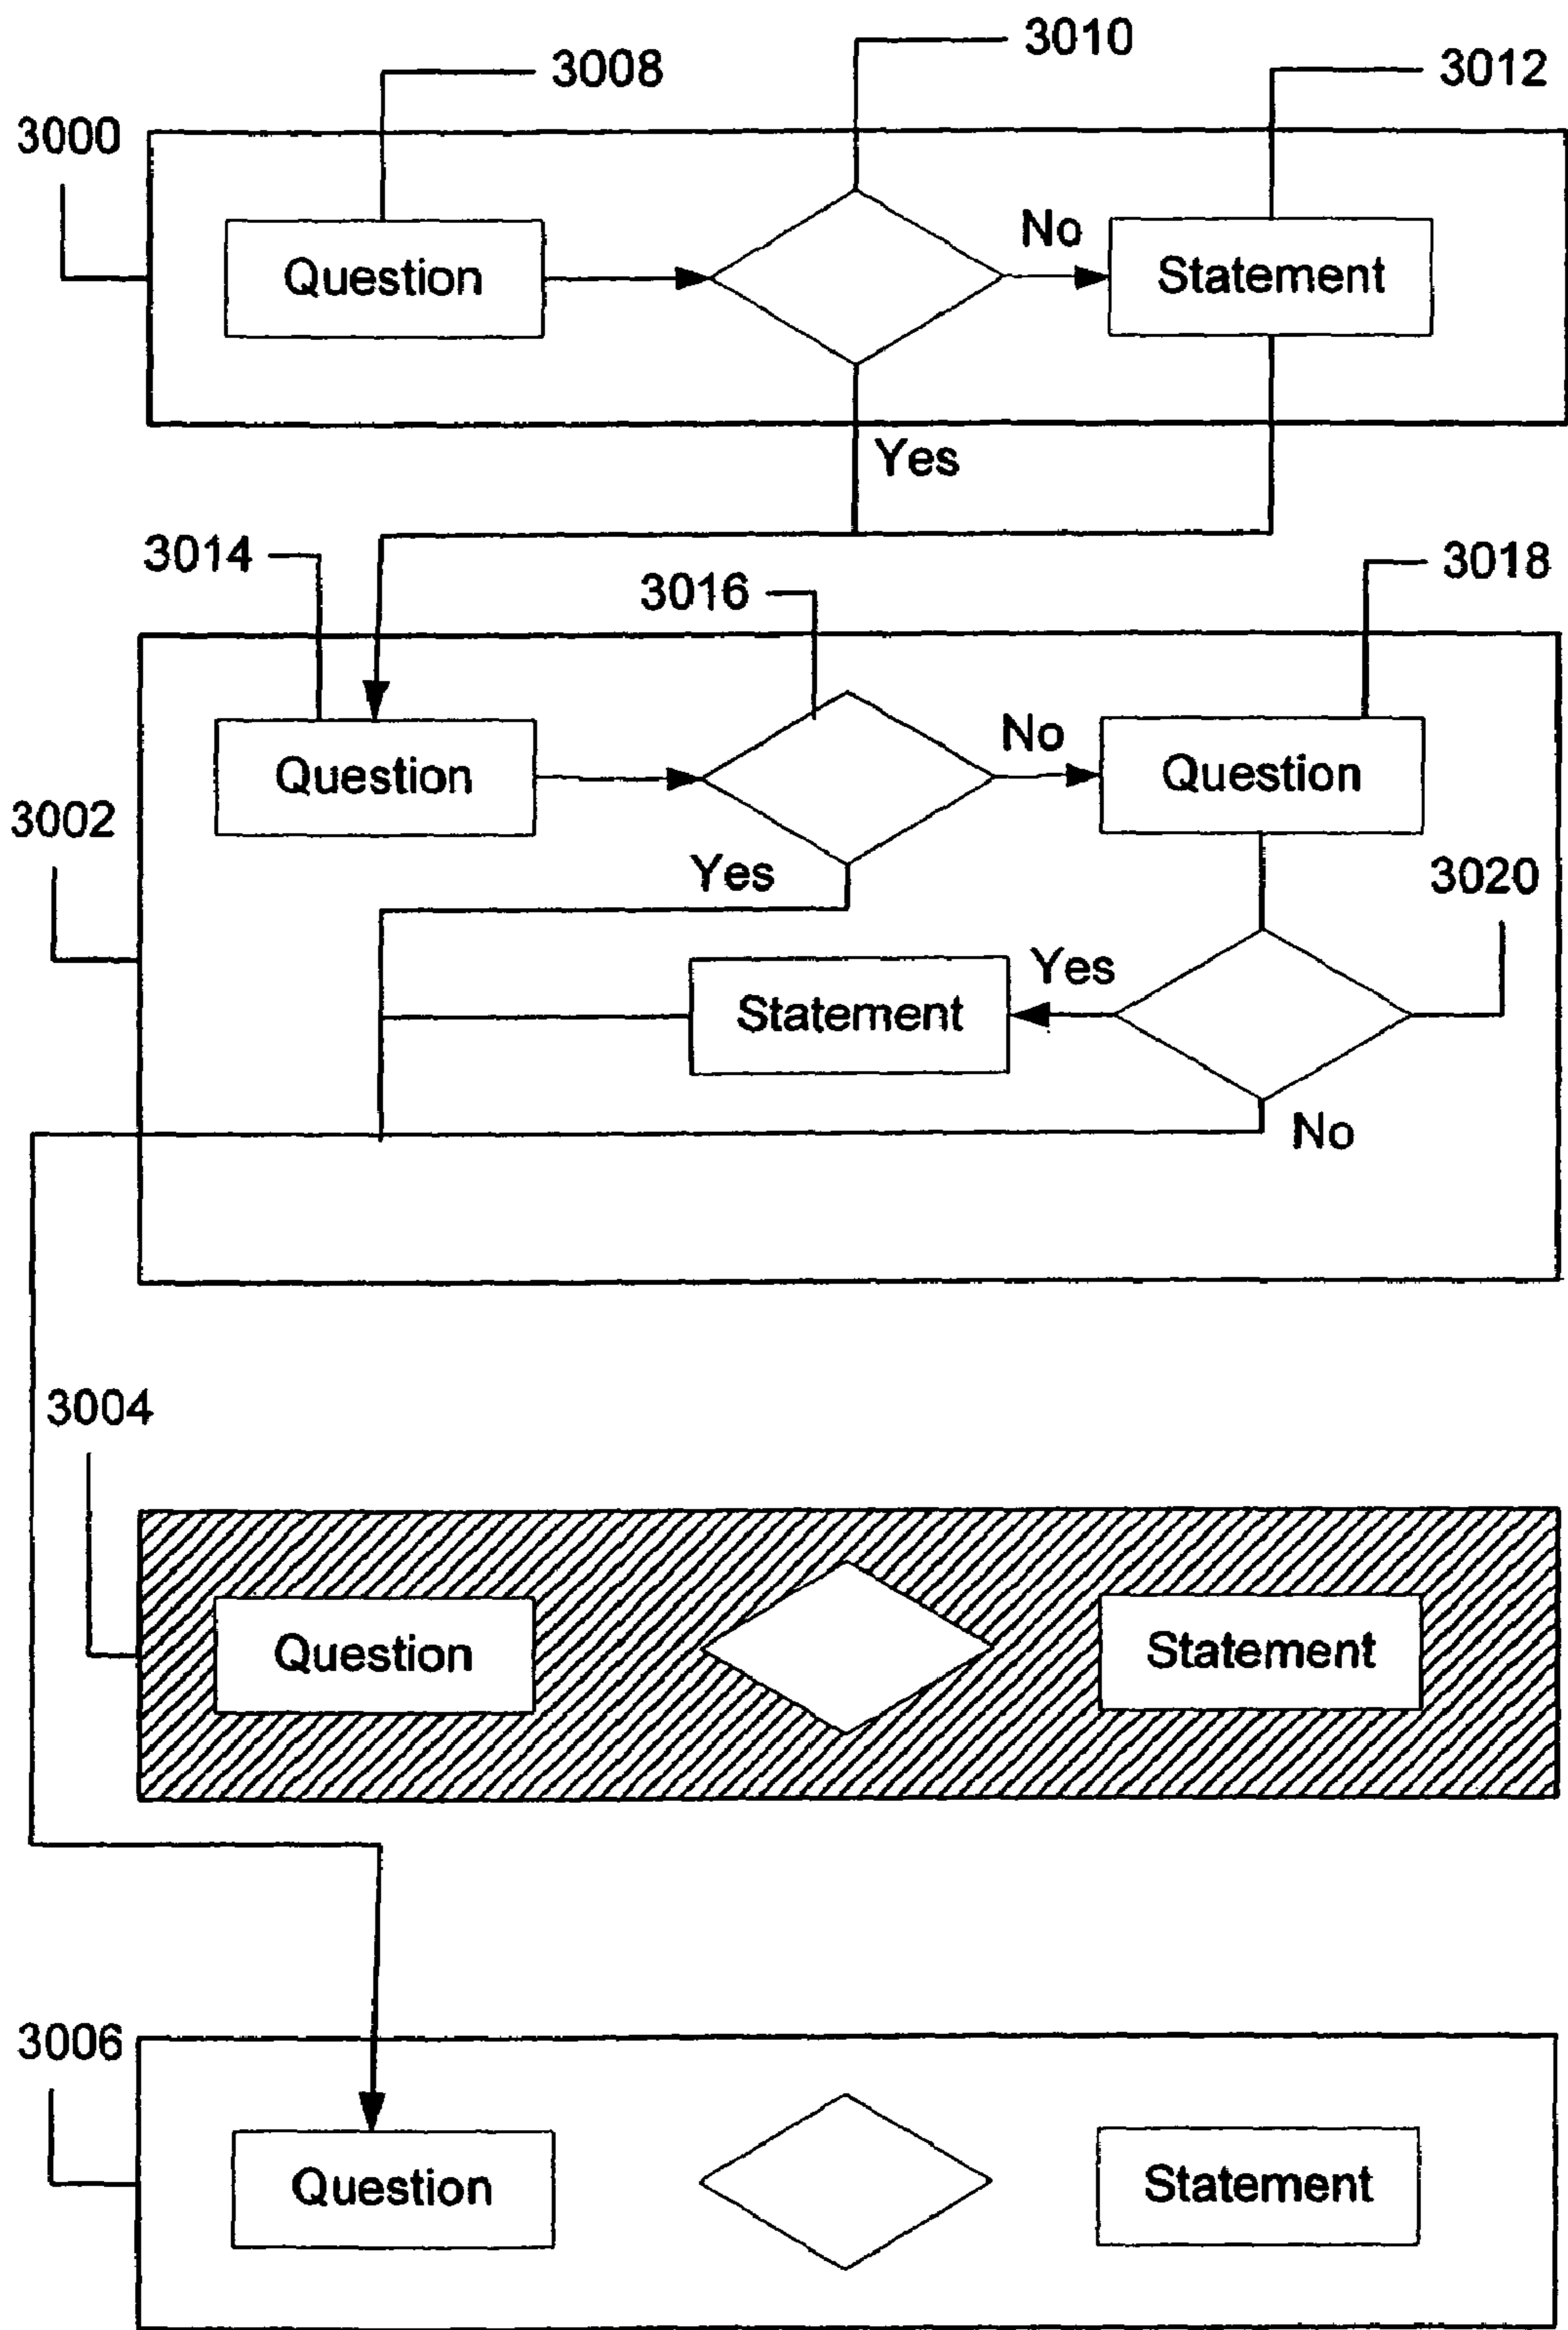 3010
3008
3012
3000
No
Question
Statement
Yes
3014
3018
3016
No
Question
Question
3002
Yes
3020
Yes
Statement
No
3004
Question
Statement
3006
Question
Statement